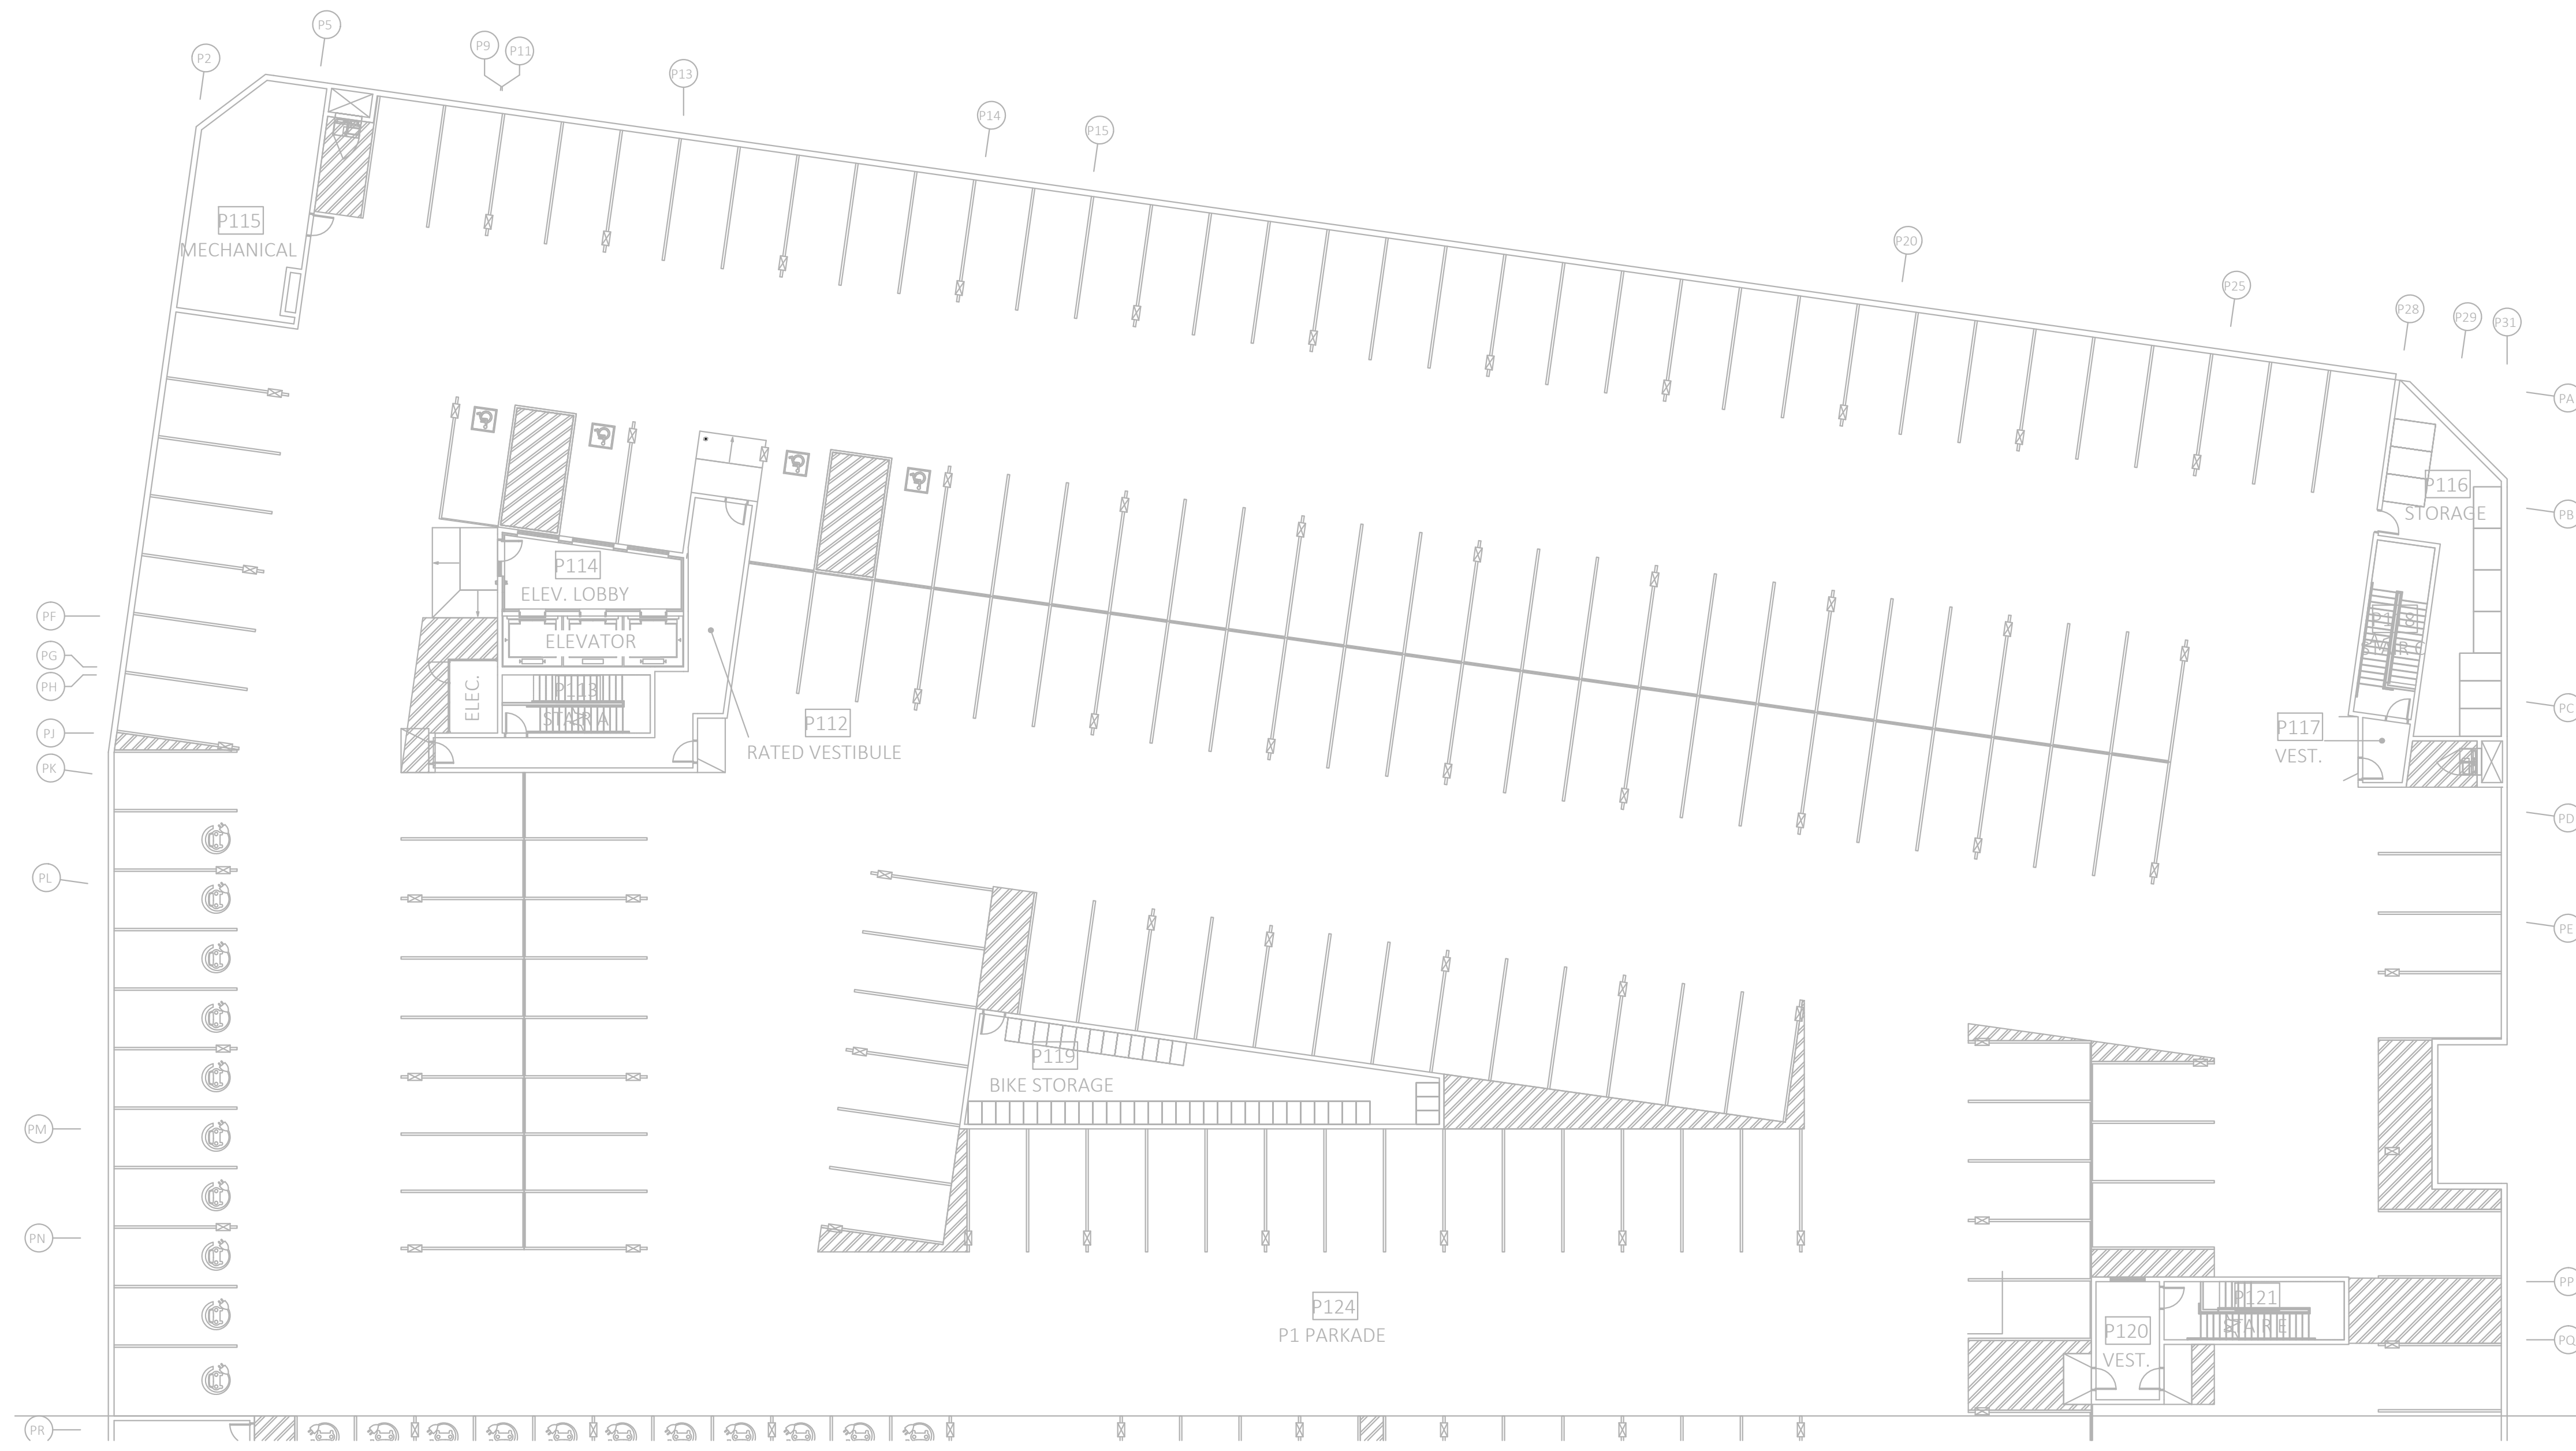 P5
P9
P11
P2
P13
P14
P15
P20
P25
P28
P29
P31
P115
MECHANICAL
PA
P116
STORAGE
PB
P114
ELEV. LOBBY
PF
ELEVATOR
PG
PH
ELEC.
P113
STAIR A
STAIR C
PC
P112
RATED VESTIBULE
P117
VEST.
PJ
PK
PD
PL
PE
P119
BIKE STORAGE
PM
PN
PP
P124
P1 PARKADE
P121
STAIR E
P120
VEST.
PQ
PR